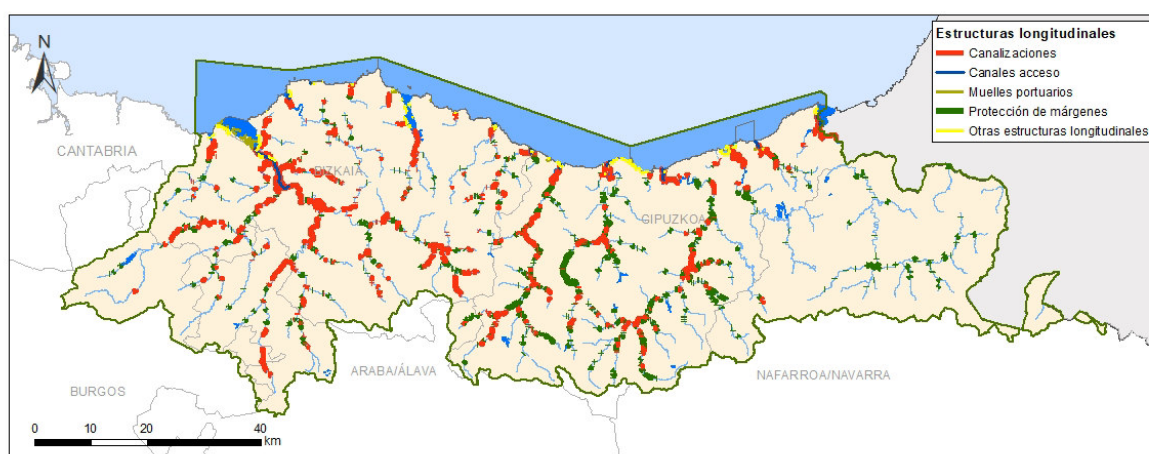 N
Estructuras longitudinales
Canalizaciones
Canales acceso
Muelles portuarios
Protección de márgenes
Otras estructuras longitudinales
CANTABRIA
BIZKAIA
GIPUZKOA
ARABA/ÁLAVA
NAFARROA/NAVARRA
BURGOS
0 10 20 40
km